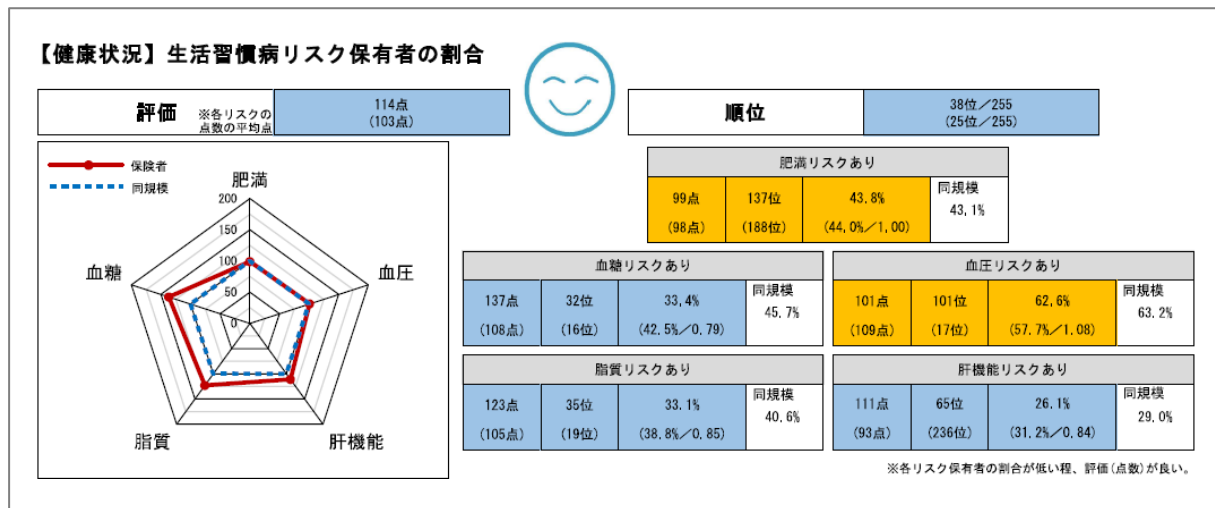 【健康状況】生活習慣病リスク保有者の割合
評価 ※各リスクの
点数の平均点
114点
(103点)
順位
38位／255
(25位／255)
保険者
同規模
肥満
血圧
肝機能
脂質
血糖
200
150
100
50
0
肥満リスクあり
99点 137位 43.8% 同規模
43.1%
(98点) (188位) (44.0%／1.00)
血糖リスクあり
137点 32位 33.4% 同規模
45.7%
(108点) (16位) (42.5%／0.79)
血圧リスクあり
101点 101位 62.6% 同規模
63.2%
(109点) (17位) (57.7%／1.08)
脂質リスクあり
123点 35位 33.1% 同規模
40.6%
(105点) (19位) (38.8%／0.85)
肝機能リスクあり
111点 65位 26.1% 同規模
29.0%
(93点) (236位) (31.2%／0.84)
※各リスク保有者の割合が低い程、評価(点数)が良い。